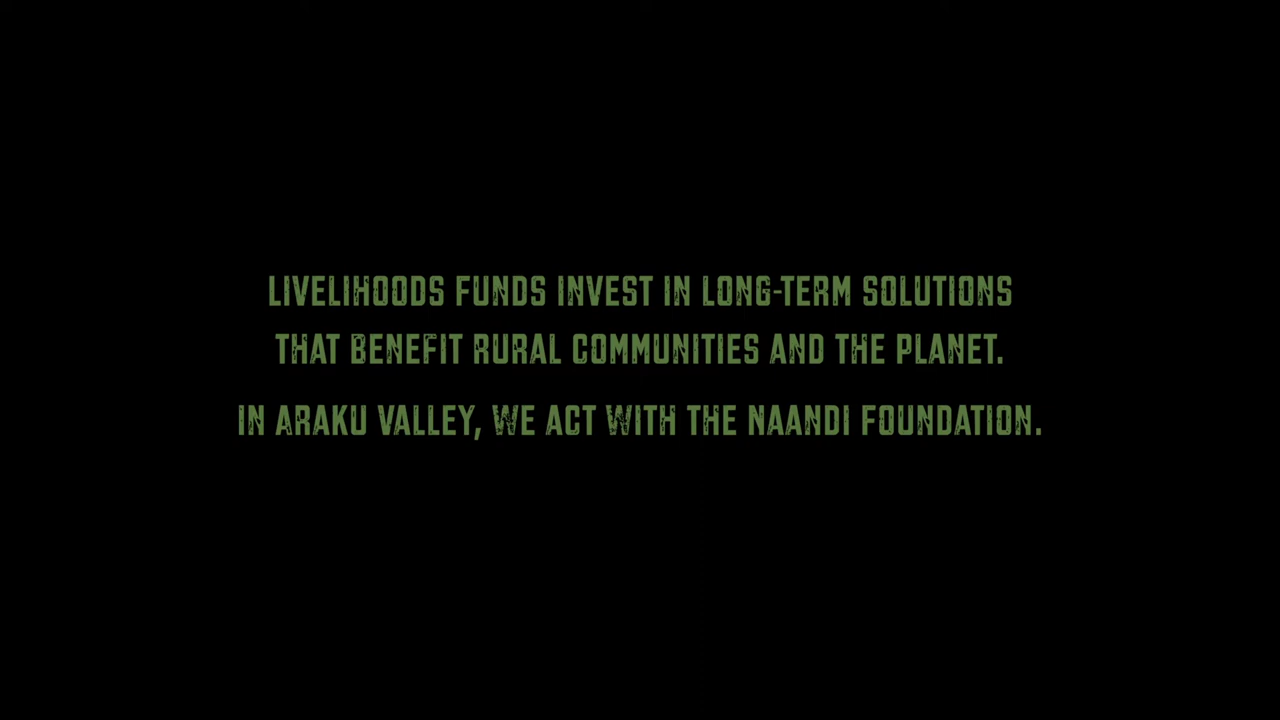 LIVELIHOODS FUNDS INVEST IN LONG-TERM SOLUTIONS
THAT BENEFIT RURAL COMMUNITIES AND THE PLANET.
IN ARAKU VALLEY, WE ACT WITH THE NAANDI FOUNDATION.